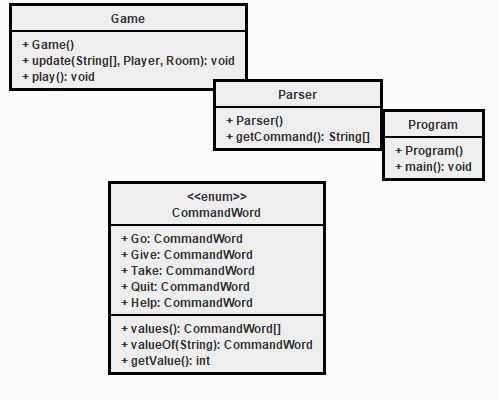 Game
+ Game()
+ update(String[], Player, Room): void
+ play(): void
Parser
+ Parser()
+ getCommand(): String[]
Program
+ Program()
+ main(): void
<<enum>>
CommandWord
+ Go: CommandWord
+ Give: CommandWord
+ Take: CommandWord
+ Quit: CommandWord
+ Help: CommandWord
+ values(): CommandWord[]
+ valueOf(String): CommandWord
+ getValue(): int